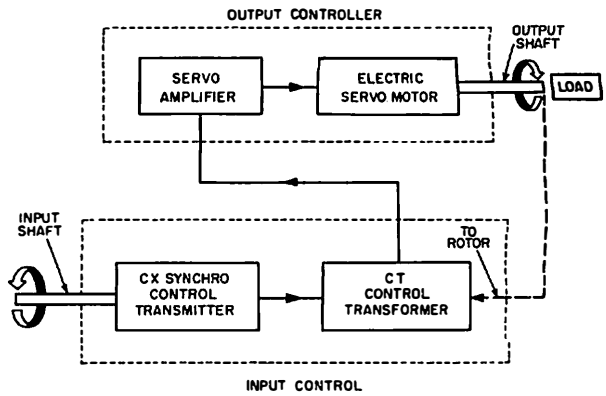 OUTPUT CONTROLLER
OUTPUT
SHAFT
SERVO
AMPLIFIER
ELECTRIC
SERVO MOTOR
LOAD
INPUT
SHAFT
TO
ROTOR
CX SYNCHRO
CONTROL
TRANSMITTER
CT
CONTROL
TRANSFORMER
INPUT CONTROL